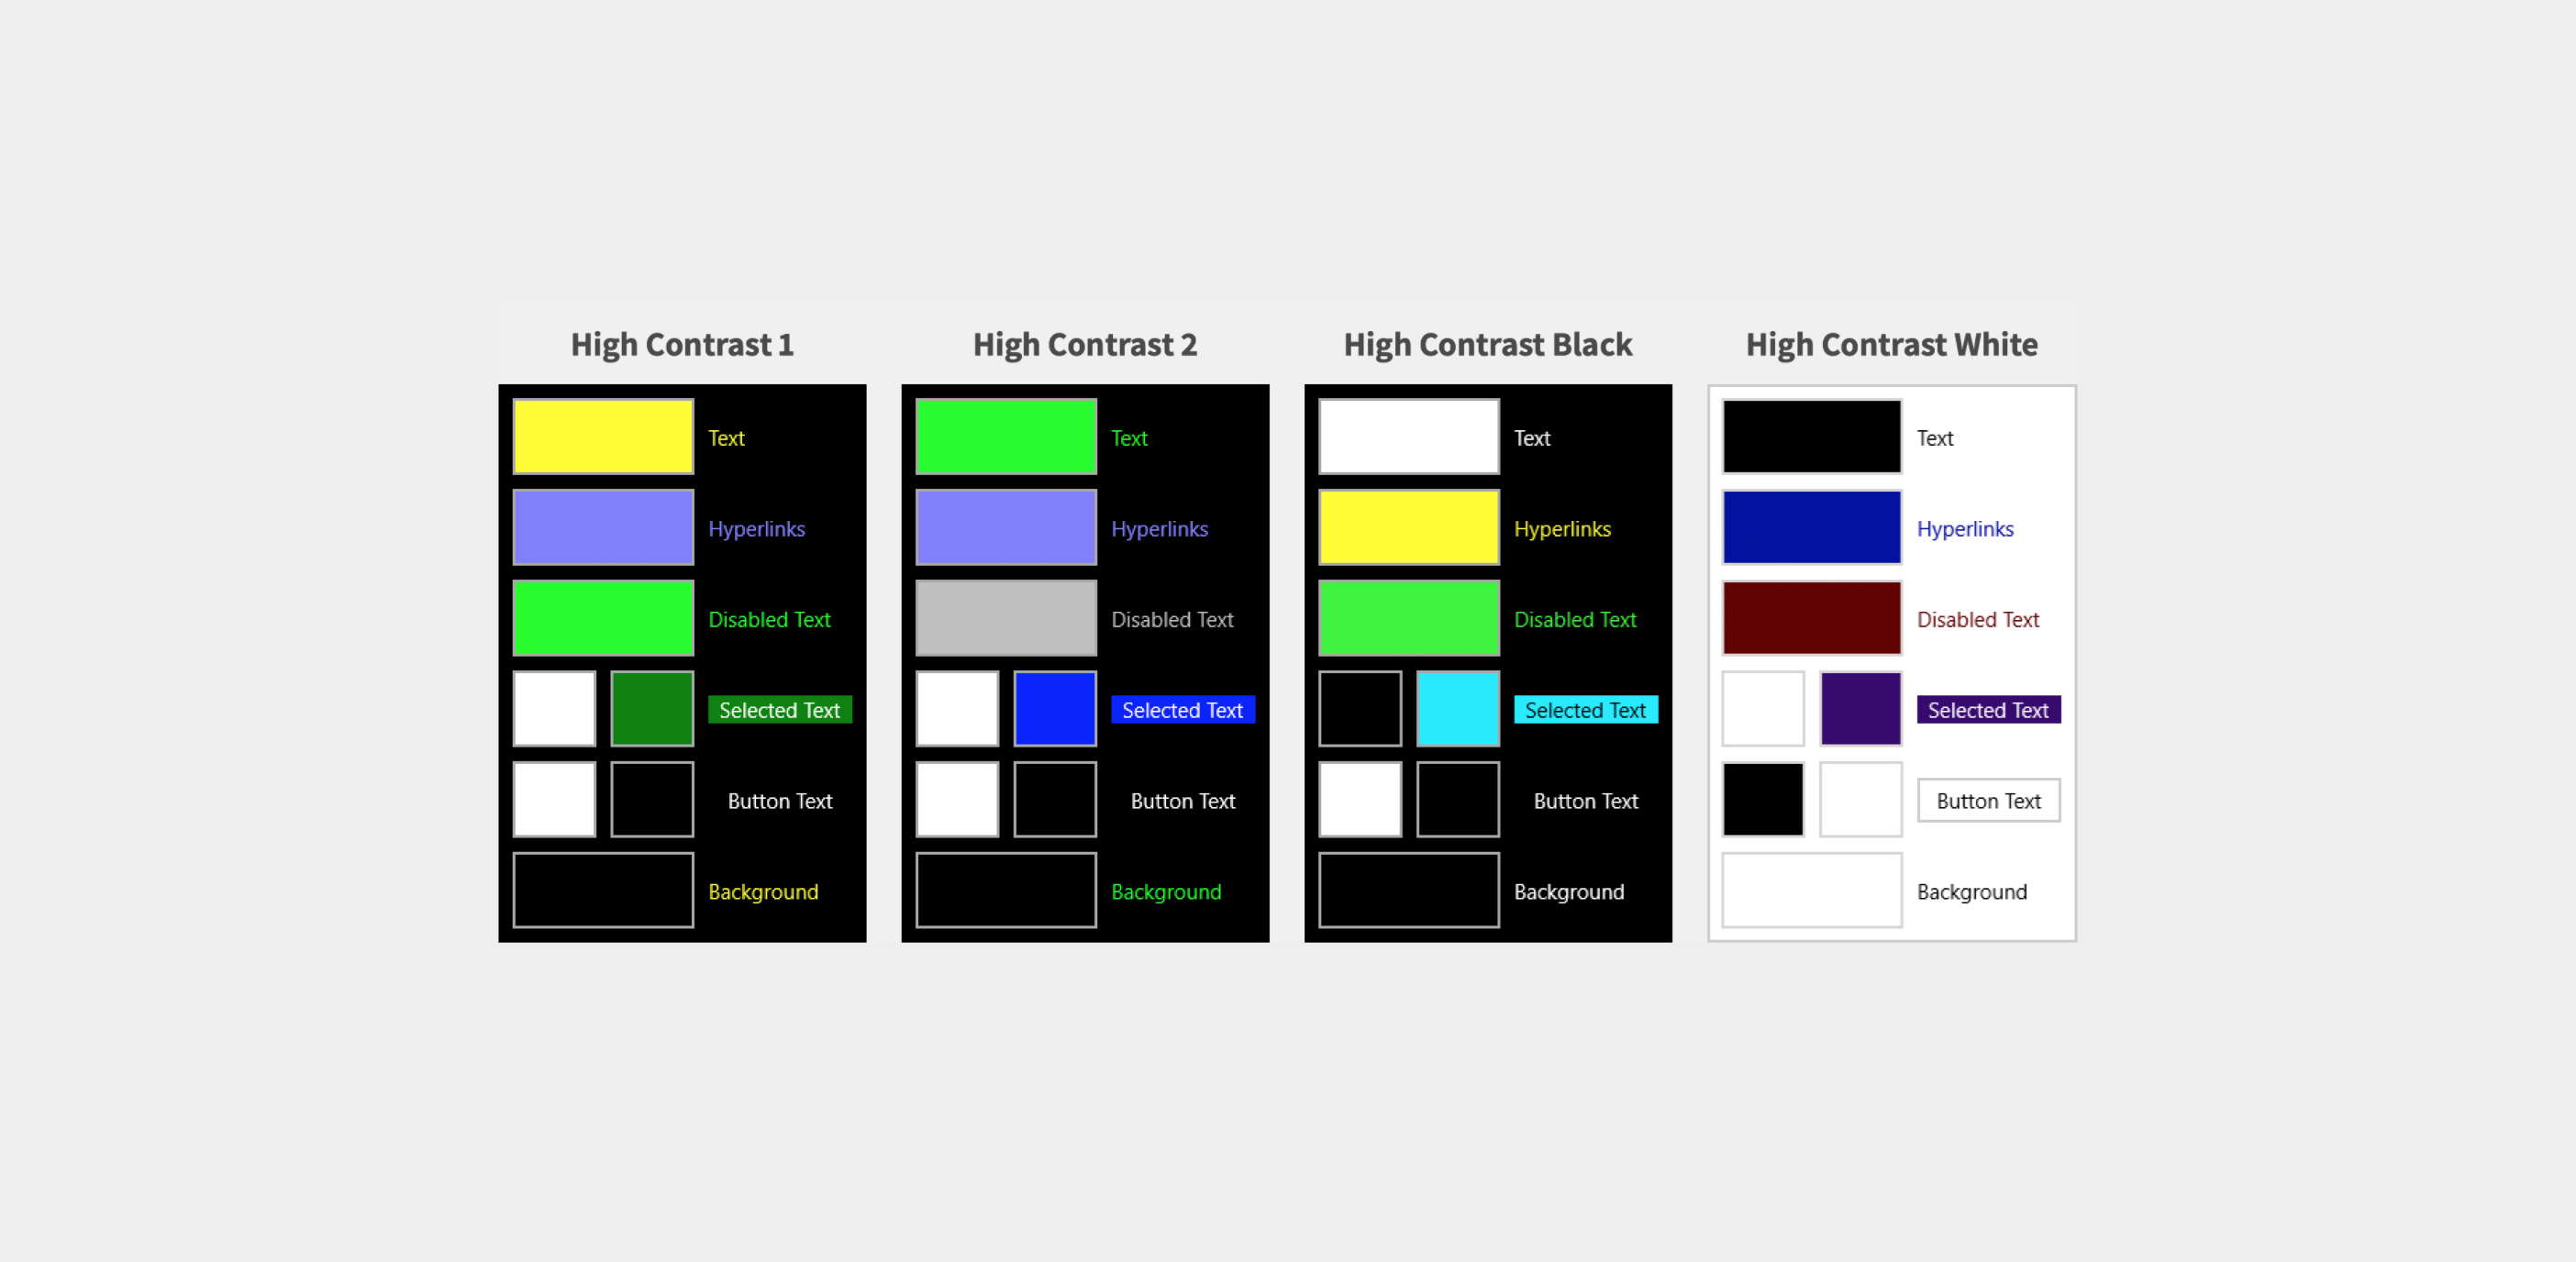 High Contrast 1
Text
Hyperlinks
Disabled Text
Selected Text
Button Text
Background
High Contrast 2
Text
Hyperlinks
Disabled Text
Selected Text
Button Text
Background
High Contrast Black
Text
Hyperlinks
Disabled Text
Selected Text
Button Text
Background
High Contrast White
Text
Hyperlinks
Disabled Text
Selected Text
Button Text
Background